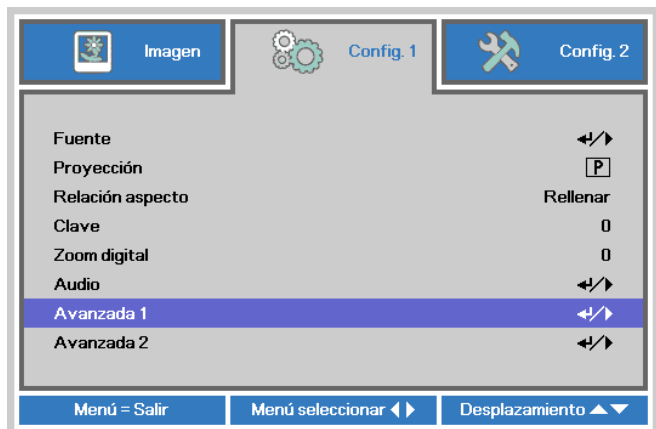 Imagen Config. 1 Config. 2
Fuente
Proyección P
Relación aspecto Rellenar
Clave 0
Zoom digital 0
Audio
Avanzada 1
Avanzada 2
Menú = Salir Menú seleccionar Desplazamiento